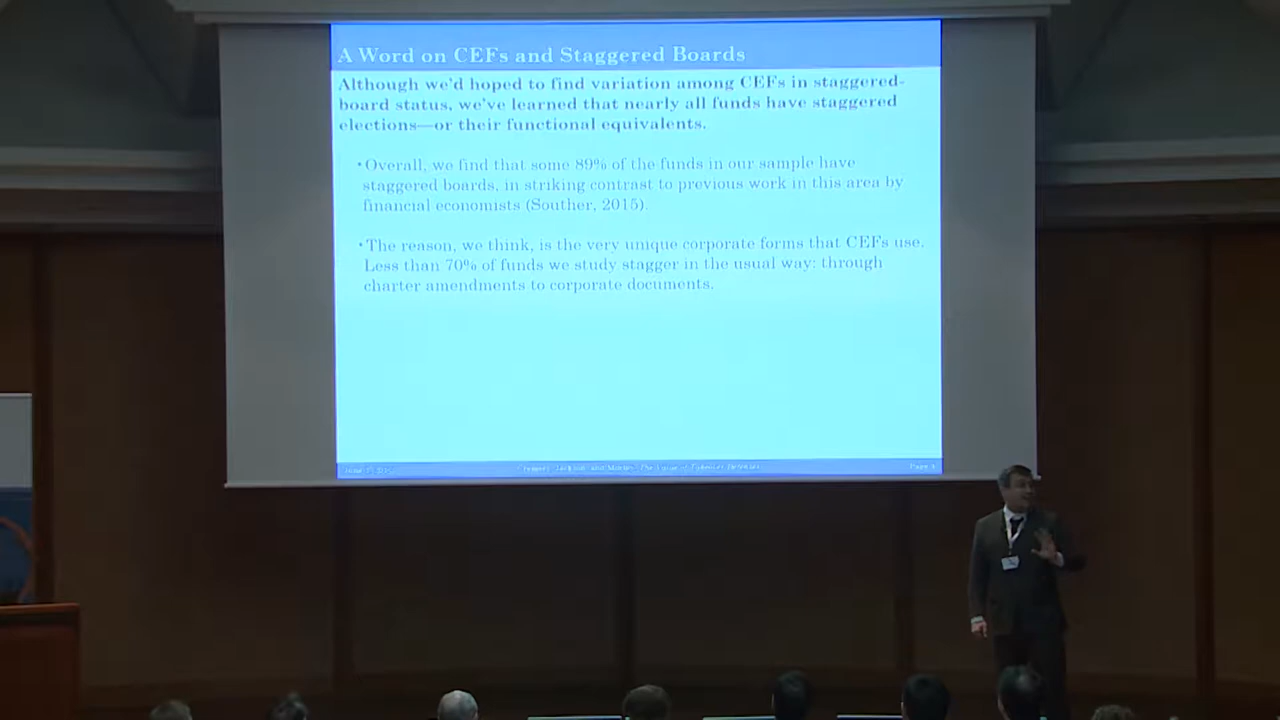 A Word on CEFs and Staggered Boards
Although we'd hoped to find variation among CEFs in staggered-
board status, we've learned that nearly all funds have staggered
elections—or their functional equivalents.
•Overall, we find that some 89% of the funds in our sample have
staggered boards, in striking contrast to previous work in this area by
financial economists (Souther, 2015).
•The reason, we think, is the very unique corporate forms that CEFs use.
Less than 70% of funds we study stagger in the usual way: through
charter amendments to corporate documents.
Jackson, and
Page